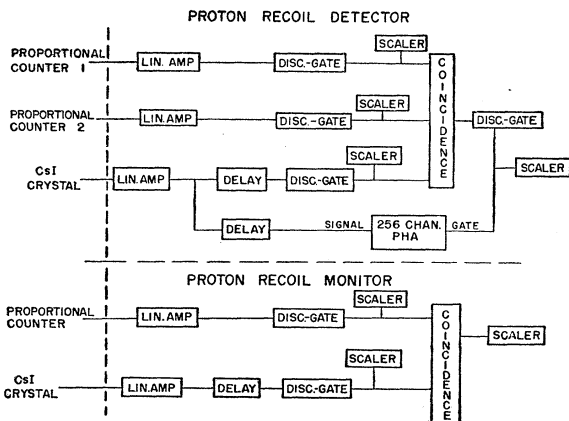 PROTON RECOIL DETECTOR
PROPORTIONAL
COUNTER 1
LIN. AMP
DISC.-GATE
SCALER
PROPORTIONAL
COUNTER 2
LIN. AMP
DISC.-GATE
SCALER
CsI
CRYSTAL
LIN. AMP
DELAY
DISC.-GATE
SCALER
COINCIDENCE
DISC.-GATE
SCALER
DELAY
SIGNAL
256 CHAN.
PHA
GATE
PROTON RECOIL MONITOR
PROPORTIONAL
COUNTER
LIN. AMP
DISC.-GATE
SCALER
CsI
CRYSTAL
LIN. AMP
DELAY
DISC.-GATE
SCALER
COINCIDENCE
SCALER